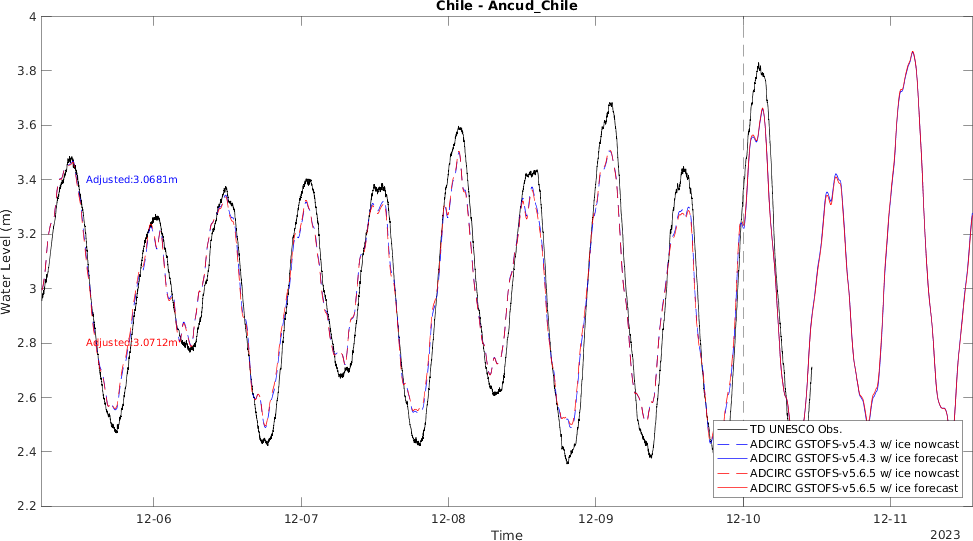 Chile - Ancud_Chile
4
3.8
3.6
3.4
3.2
3
2.8
2.6
2.4
2.2
Water Level (m)
Adjusted:3.0681m
Adjusted:3.0712m
TD UNESCO Obs.
ADCIRC GSTOFS-v5.4.3 w/ ice nowcast
ADCIRC GSTOFS-v5.4.3 w/ ice forecast
ADCIRC GSTOFS-v5.6.5 w/ ice nowcast
ADCIRC GSTOFS-v5.6.5 w/ ice forecast
12-06 12-07 12-08 12-09 12-10 12-11
Time
2023